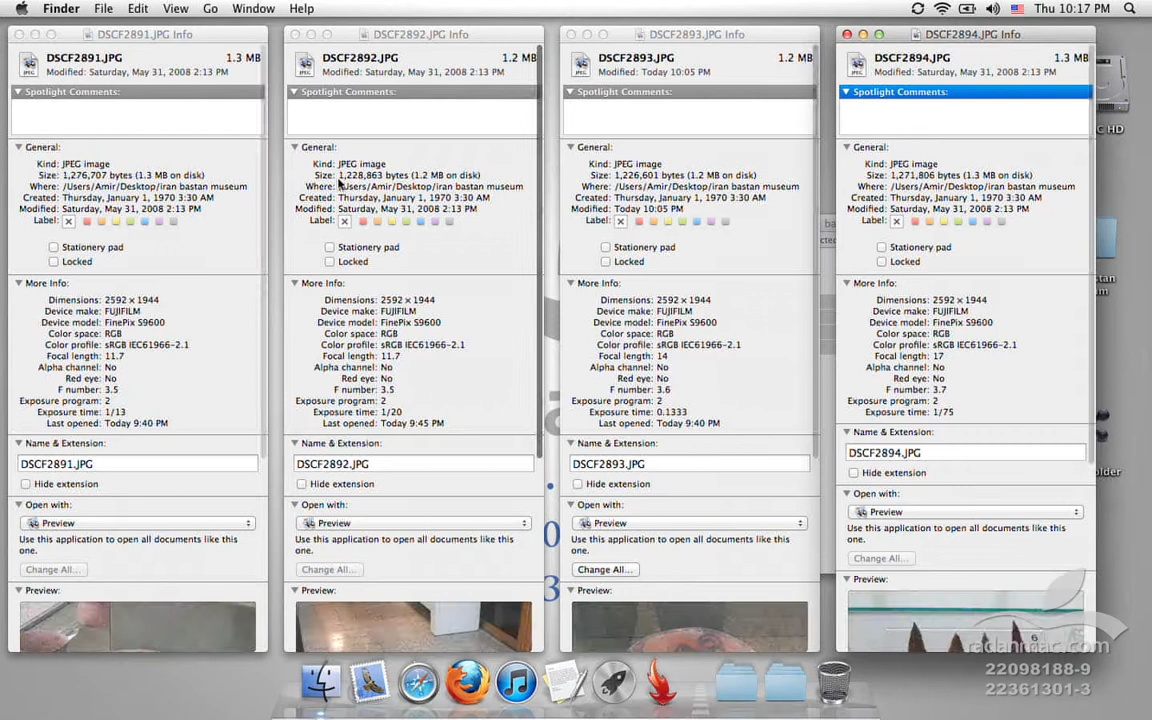 Finder File Edit View Go Window Help Thu 10:17 PM
DSCF2891.JPG Info
DSCF2891.JPG 1.3 MB
Modified: Saturday, May 31, 2008 2:13 PM
Spotlight Comments:
General:
Kind: JPEG image
Size: 1,276,707 bytes (1.3 MB on disk)
Where: /Users/Amir/Desktop/iran bastan museum
Created: Thursday, January 1, 1970 3:30 AM
Modified: Saturday, May 31, 2008 2:13 PM
Label:
Stationery pad
Locked
More Info:
Dimensions: 2592 × 1944
Device make: FUJIFILM
Device model: FinePix S9600
Color space: RGB
Color profile: sRGB IEC61966-2.1
Focal length: 11.7
Alpha channel: No
Red eye: No
F number: 3.5
Exposure program: 2
Exposure time: 1/13
Last opened: Today 9:40 PM
Name & Extension:
DSCF2891.JPG
Hide extension
Open with:
Preview
Use this application to open all documents like this
one.
Change All...
Preview:
DSCF2892.JPG Info
DSCF2892.JPG 1.2 MB
Modified: Saturday, May 31, 2008 2:13 PM
Spotlight Comments:
General:
Kind: JPEG image
Size: 1,228,863 bytes (1.2 MB on disk)
Where: /Users/Amir/Desktop/iran bastan museum
Created: Thursday, January 1, 1970 3:30 AM
Modified: Saturday, May 31, 2008 2:13 PM
Label:
Stationery pad
Locked
More Info:
Dimensions: 2592 × 1944
Device make: FUJIFILM
Device model: FinePix S9600
Color space: RGB
Color profile: sRGB IEC61966-2.1
Focal length: 11.7
Alpha channel: No
Red eye: No
F number: 3.5
Exposure program: 2
Exposure time: 1/20
Last opened: Today 9:45 PM
Name & Extension:
DSCF2892.JPG
Hide extension
Open with:
Preview
Use this application to open all documents like this
one.
Change All...
Preview:
DSCF2893.JPG Info
DSCF2893.JPG 1.2 MB
Modified: Today 10:05 PM
Spotlight Comments:
General:
Kind: JPEG image
Size: 1,226,601 bytes (1.2 MB on disk)
Where: /Users/Amir/Desktop/iran bastan museum
Created: Thursday, January 1, 1970 3:30 AM
Modified: Today 10:05 PM
Label:
Stationery pad
Locked
More Info:
Dimensions: 2592 × 1944
Device make: FUJIFILM
Device model: FinePix S9600
Color space: RGB
Color profile: sRGB IEC61966-2.1
Focal length: 14
Alpha channel: No
Red eye: No
F number: 3.6
Exposure program: 2
Exposure time: 0.1333
Last opened: Today 9:40 PM
Name & Extension:
DSCF2893.JPG
Hide extension
Open with:
Preview
Use this application to open all documents like this
one.
Change All...
Preview:
DSCF2894.JPG Info
DSCF2894.JPG 1.3 MB
Modified: Saturday, May 31, 2008 2:13 PM
Spotlight Comments:
General:
Kind: JPEG image
Size: 1,271,806 bytes (1.3 MB on disk)
Where: /Users/Amir/Desktop/iran bastan museum
Created: Thursday, January 1, 1970 3:30 AM
Modified: Saturday, May 31, 2008 2:13 PM
Label:
Stationery pad
Locked
More Info:
Dimensions: 2592 × 1944
Device make: FUJIFILM
Device model: FinePix S9600
Color space: RGB
Color profile: sRGB IEC61966-2.1
Focal length: 17
Alpha channel: No
Red eye: No
F number: 3.7
Exposure program: 2
Exposure time: 1/75
Name & Extension:
DSCF2894.JPG
Hide extension
Open with:
Preview
Use this application to open all documents like this
one.
Change All...
Preview:
6
HD
radanmac.com
22098188-9
22361301-3